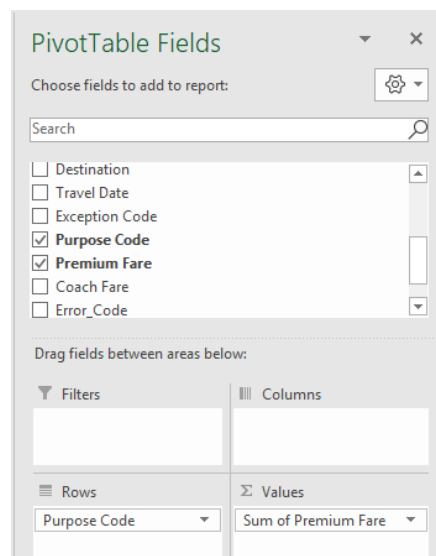 PivotTable Fields
Choose fields to add to report:
Search
Destination
Travel Date
Exception Code
Purpose Code
Premium Fare
Coach Fare
Error_Code
Drag fields between areas below:
Filters
Columns
Rows
Σ Values
Purpose Code
Sum of Premium Fare